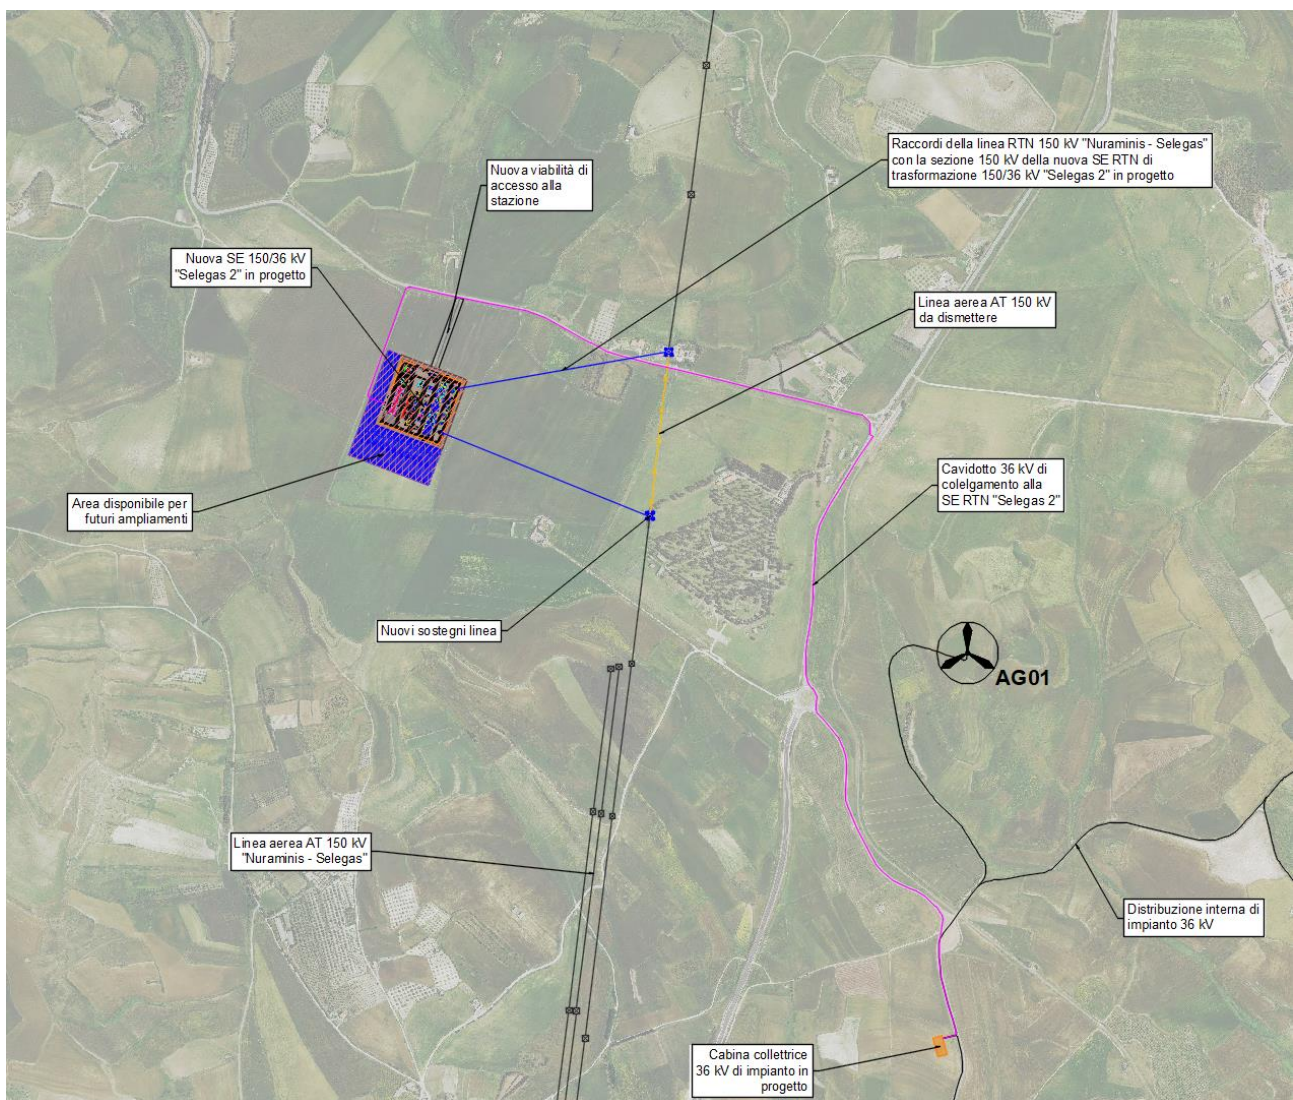 Raccordi della linea RTN 150 kV "Nuraminis - Selegas"
con la sezione 150 kV della nuova SE RTN di
trasformazione 150/36 kV "Selegas 2" in progetto
Nuova viabilità di
accesso alla
stazione
Nuova SE 150/36 kV
"Selegas 2" in progetto
Linea aerea AT 150 kV
da dismettere
Cavidotto 36 kV di
colelgamento alla
SE RTN "Selegas 2"
Area disponibile per
futuri ampliamenti
Nuovi sostegni linea
AG01
Linea aerea AT 150 kV
"Nuraminis - Selegas"
Distribuzione interna di
impianto 36 kV
Cabina collettrice
36 kV di impianto in
progetto